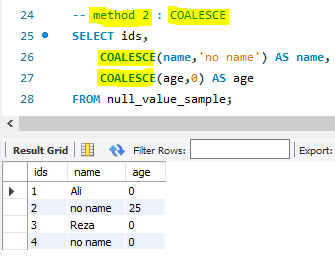 24 -- method 2 : COALESCE
25 SELECT ids,
26 COALESCE(name,'no name') AS name,
27 COALESCE(age,0) AS age
28 FROM null_value_sample;
Result Grid Filter Rows: Export:
ids name age
1 Ali 0
2 no name 25
3 Reza 0
4 no name 0